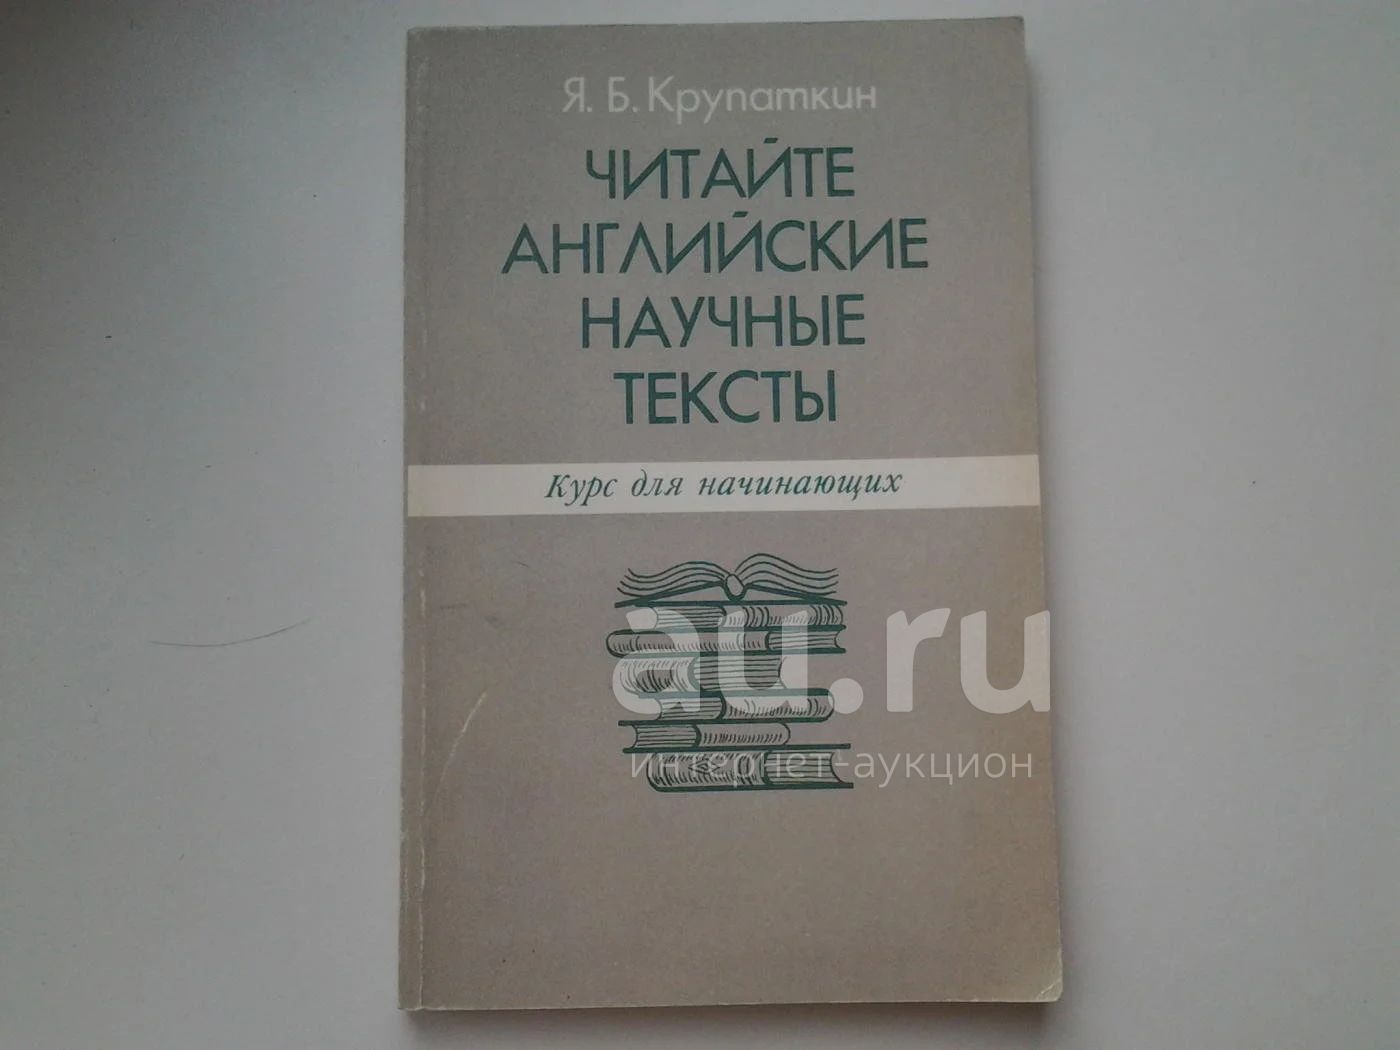 Я. Б. Крупаткин
ЧИТАЙТЕ
АНГЛИЙСКИЕ
НАУЧНЫЕ
ТЕКСТЫ
Курс для начинающих
au.ru
интернет-аукцион